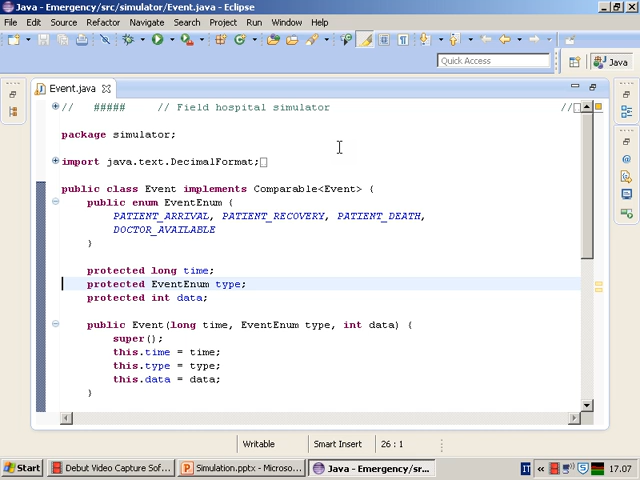 Java - Emergency/src/simulator/Event.java - Eclipse
File Edit Source Refactor Navigate Search Project Run Window Help
Quick Access
Java
Event.java
//   #####    // Field hospital simulator    //
package simulator;
import java.text.DecimalFormat;
public class Event implements Comparable<Event> {
public enum EventEnum {
PATIENT_ARRIVAL, PATIENT_RECOVERY, PATIENT_DEATH,
DOCTOR_AVAILABLE
}
protected long time;
protected EventEnum type;
protected int data;
public Event(long time, EventEnum type, int data) {
super();
this.time = time;
this.type = type;
this.data = data;
}
Writable Smart Insert 26 : 1
Start Debut Video Capture Sof... Simulation.pptx - Microso... Java - Emergency/sr... IT « 17.07